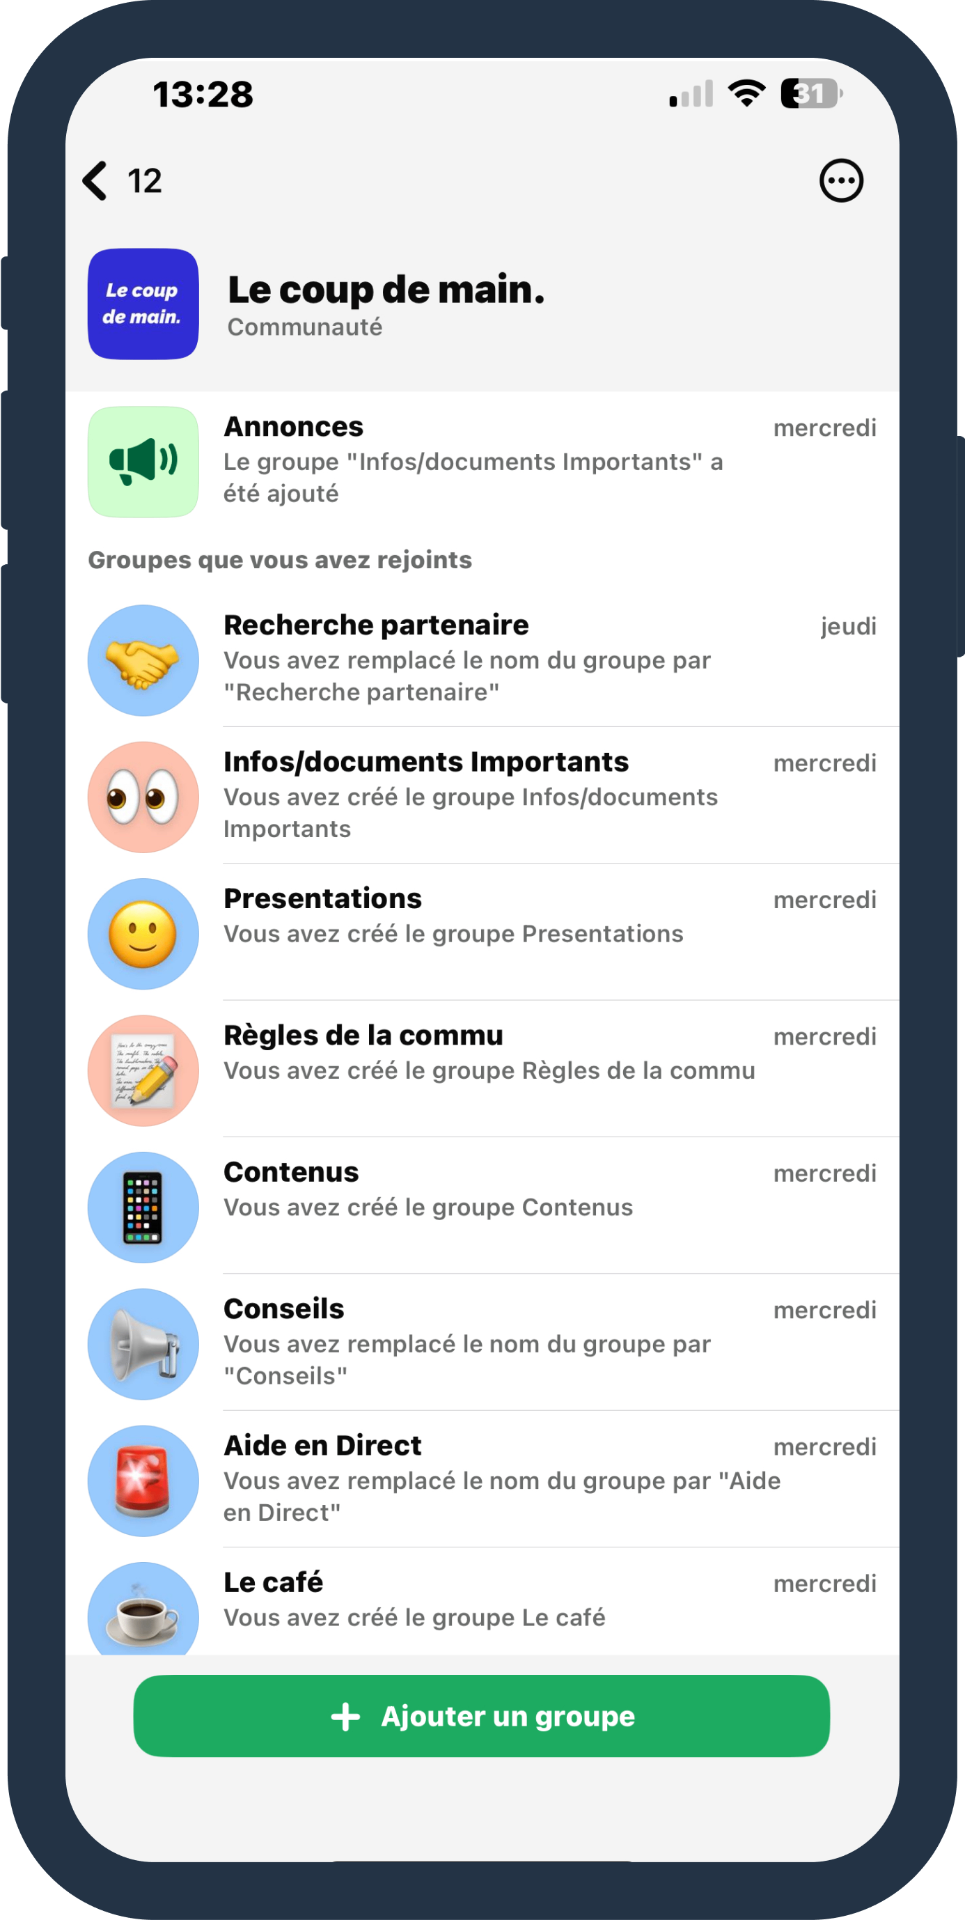 13:28
31
12
Le coup
de main.
Le coup de main.
Communauté
Annonces
mercredi
Le groupe "Infos/documents Importants" a
été ajouté
Groupes que vous avez rejoints
Recherche partenaire
jeudi
Vous avez remplacé le nom du groupe par
"Recherche partenaire"
Infos/documents Importants
mercredi
Vous avez créé le groupe Infos/documents
Importants
Presentations
mercredi
Vous avez créé le groupe Presentations
Règles de la commu
mercredi
Vous avez créé le groupe Règles de la commu
Contenus
mercredi
Vous avez créé le groupe Contenus
Conseils
mercredi
Vous avez remplacé le nom du groupe par
"Conseils"
Aide en Direct
mercredi
Vous avez remplacé le nom du groupe par "Aide
en Direct"
Le café
mercredi
Vous avez créé le groupe Le café
+ Ajouter un groupe